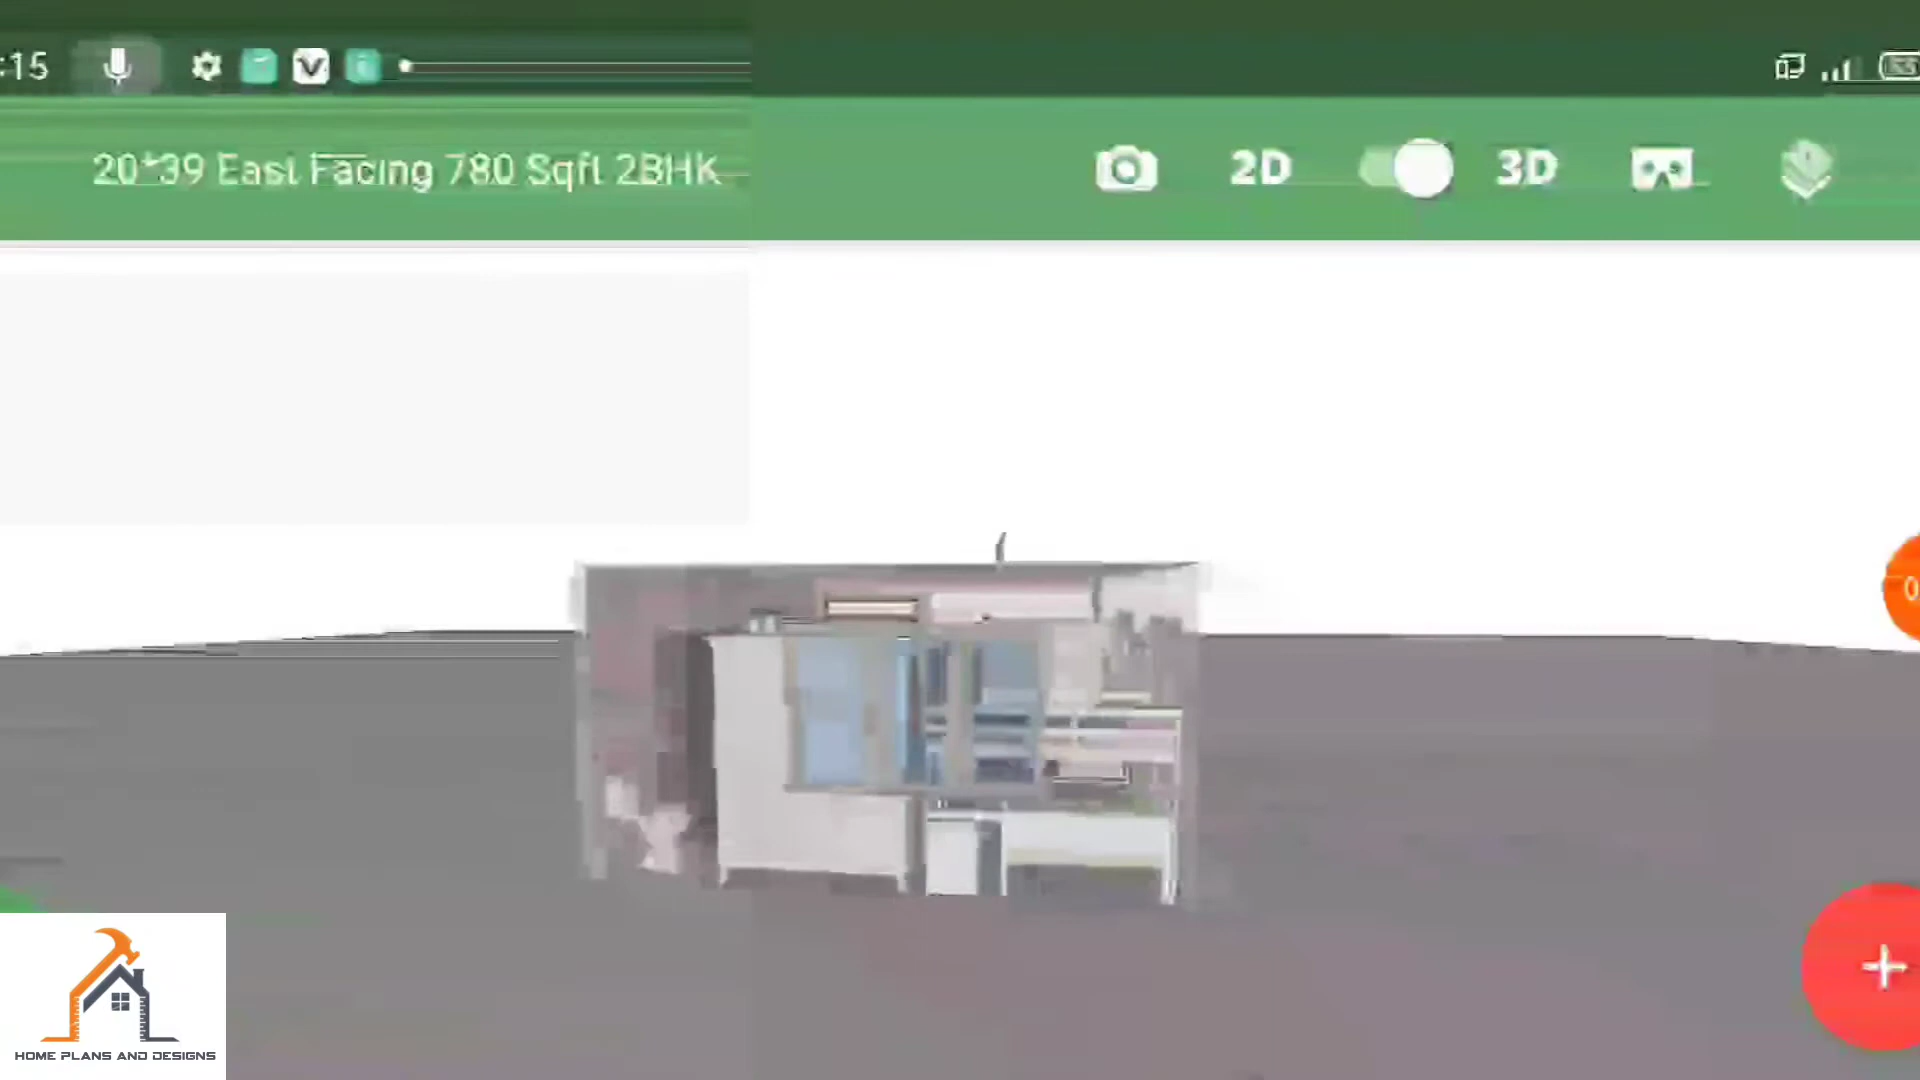 :15
20*39 East Facing 780 Sqft 2BHK
2D
3D
HOME PLANS AND DESIGNS